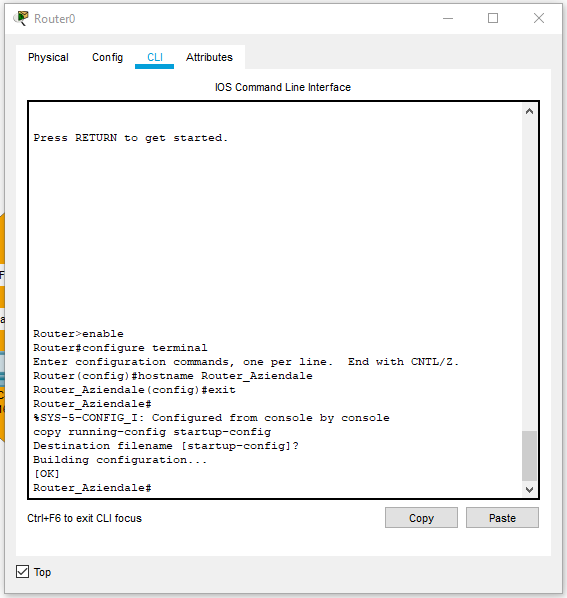 Router0
Physical Config CLI Attributes
IOS Command Line Interface
Press RETURN to get started.
Router>enable
Router#configure terminal
Enter configuration commands, one per line.  End with CNTL/Z.
Router(config)#hostname Router_Aziendale
Router_Aziendale(config)#exit
Router_Aziendale#
%SYS-5-CONFIG_I: Configured from console by console
copy running-config startup-config
Destination filename [startup-config]?
Building configuration...
[OK]
Router_Aziendale#
Ctrl+F6 to exit CLI focus
Copy Paste
Top